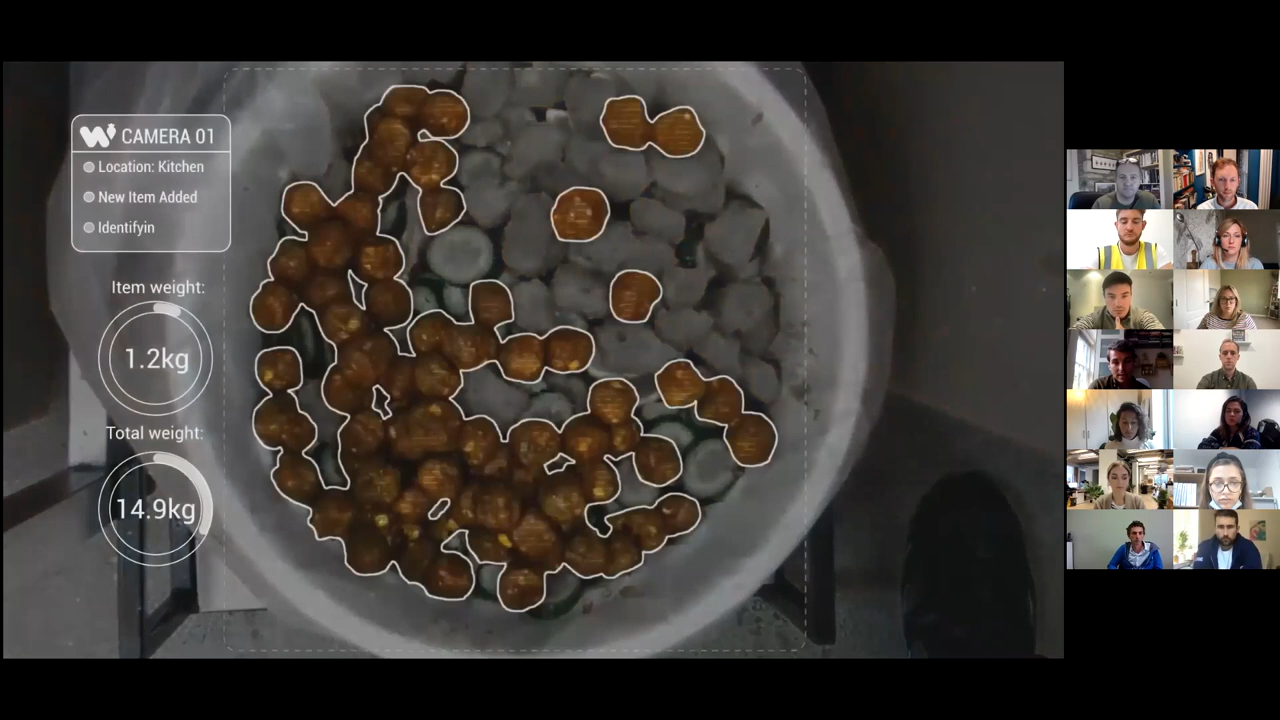 CAMERA 01
Location: Kitchen
New Item Added
Identifyin
Item weight:
1.2kg
Total weight:
14.9kg